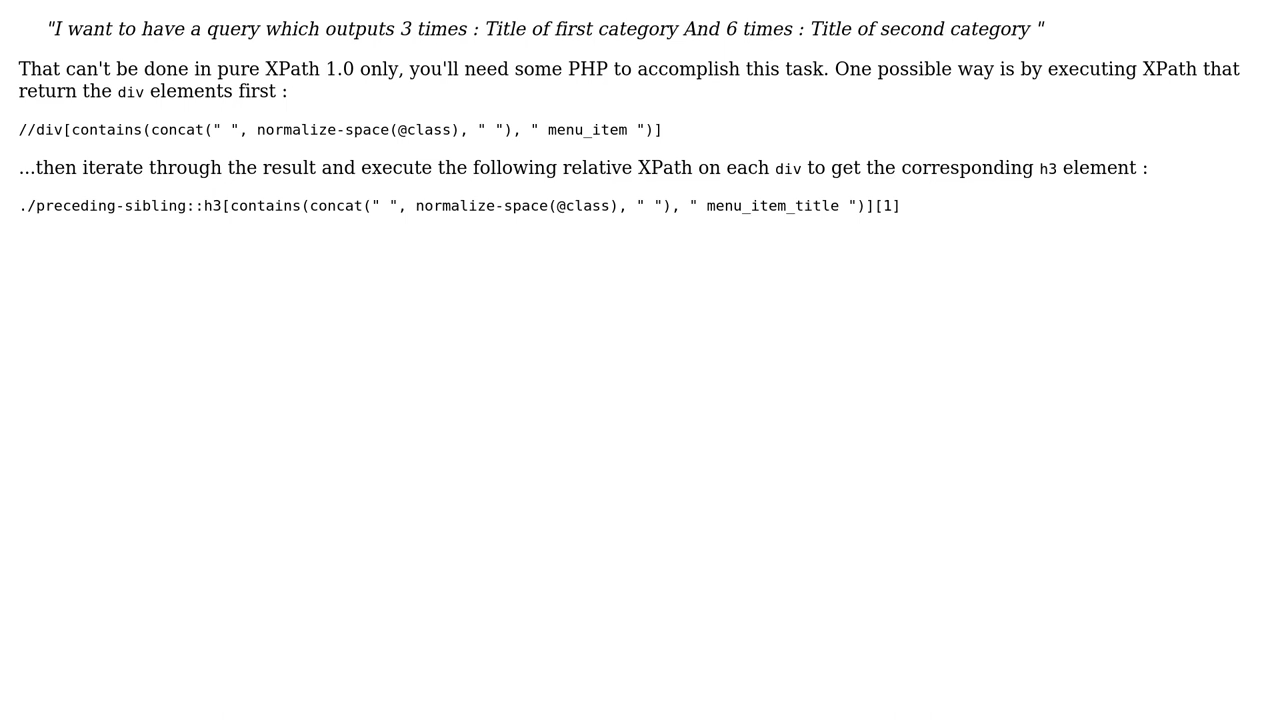 "I want to have a query which outputs 3 times : Title of first category And 6 times : Title of second category "
That can't be done in pure XPath 1.0 only, you'll need some PHP to accomplish this task. One possible way is by executing XPath that
return the div elements first :
//div[contains(concat(" ", normalize-space(@class), " "), " menu_item ")]
...then iterate through the result and execute the following relative XPath on each div to get the corresponding h3 element :
./preceding-sibling::h3[contains(concat(" ", normalize-space(@class), " "), " menu_item_title ")][1]